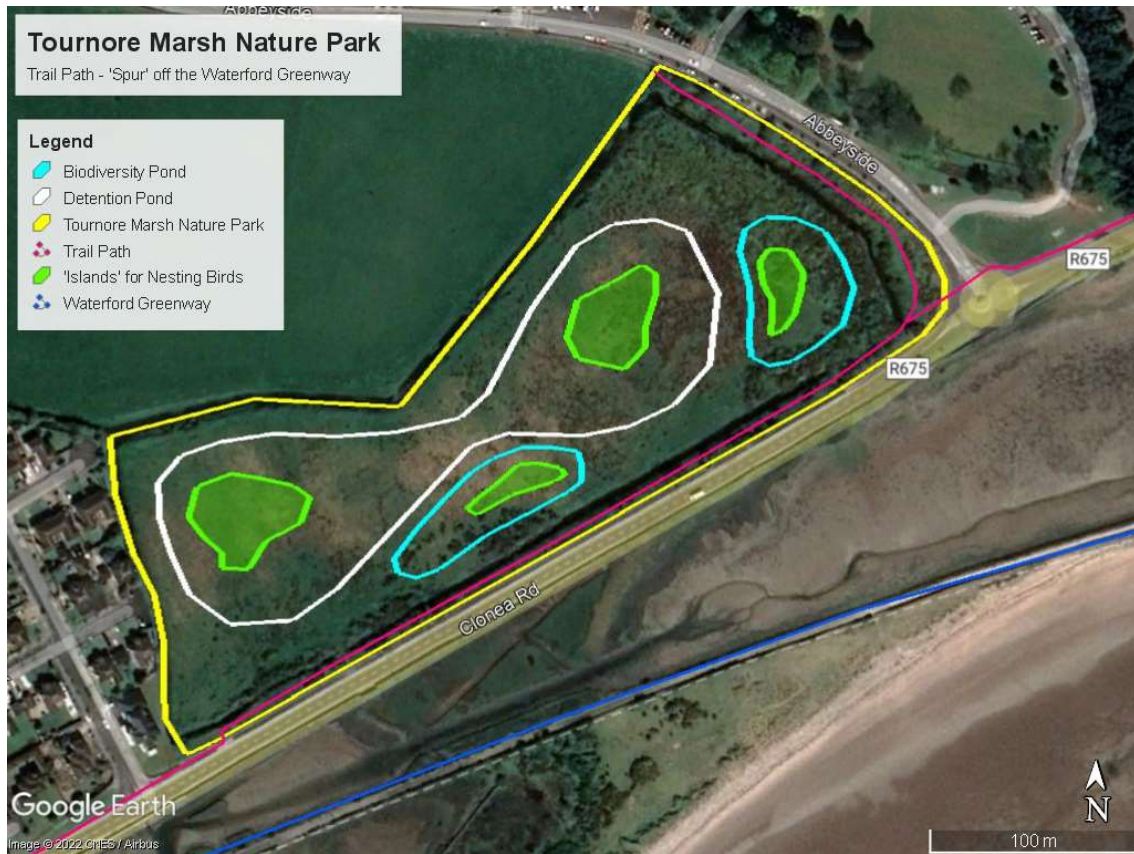 Abbeyside
Tournore Marsh Nature Park
Trail Path - 'Spur' off the Waterford Greenway
Legend
Biodiversity Pond
Detention Pond
Tournore Marsh Nature Park
Trail Path
'Islands' for Nesting Birds
Waterford Greenway
Abbeyside
R675
R675
Clonea Rd
Google Earth
Image © 2022 CNES / Airbus
N
100 m